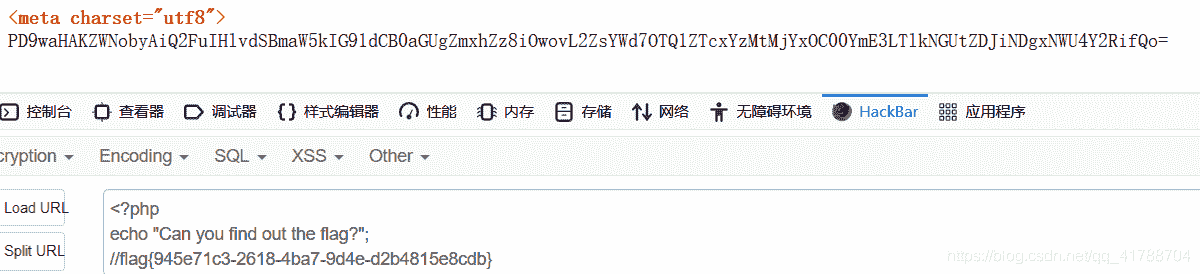 <meta charset="utf8">
PD9waHAKZWNobyAiQ2FuIHlvdSBmaW5kIG91dCB0aGUgZmxhZz8iOwovL2ZsYWd7OTQ1ZTcxYzMtMjYxOC00YmE3LTlkNGUtZDJiNDgxNWU4Y2RifQo=
控制台 查看器 调试器 样式编辑器 性能 内存 存储 网络 无障碍环境 HackBar 应用程序
cryption Encoding SQL XSS Other
Load URL
Split URL
<?php
echo "Can you find out the flag?";
//flag{945e71c3-2618-4ba7-9d4e-d2b4815e8cdb}
https://blog.csdn.net/qq_41788704